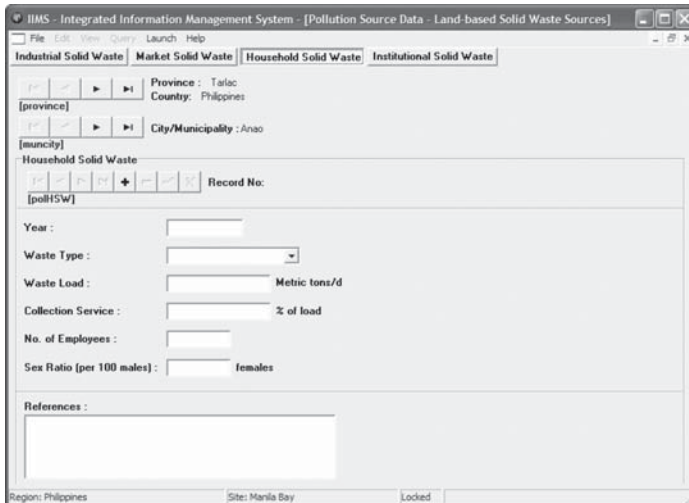 IIMS - Integrated Information Management System - [Pollution Source Data - Land-based Solid Waste Sources]
File Edit View Query Launch Help
Industrial Solid Waste Market Solid Waste Household Solid Waste Institutional Solid Waste
Province : Tarlac
Country: Philippines
[province]
City/Municipality : Anao
[muncity]
Household Solid Waste
Record No:
[polHSW]
Year :
Waste Type :
Waste Load : Metric tons/d
Collection Service : % of load
No. of Employees :
Sex Ratio (per 100 males) : females
References :
Region: Philippines Site: Manila Bay Locked